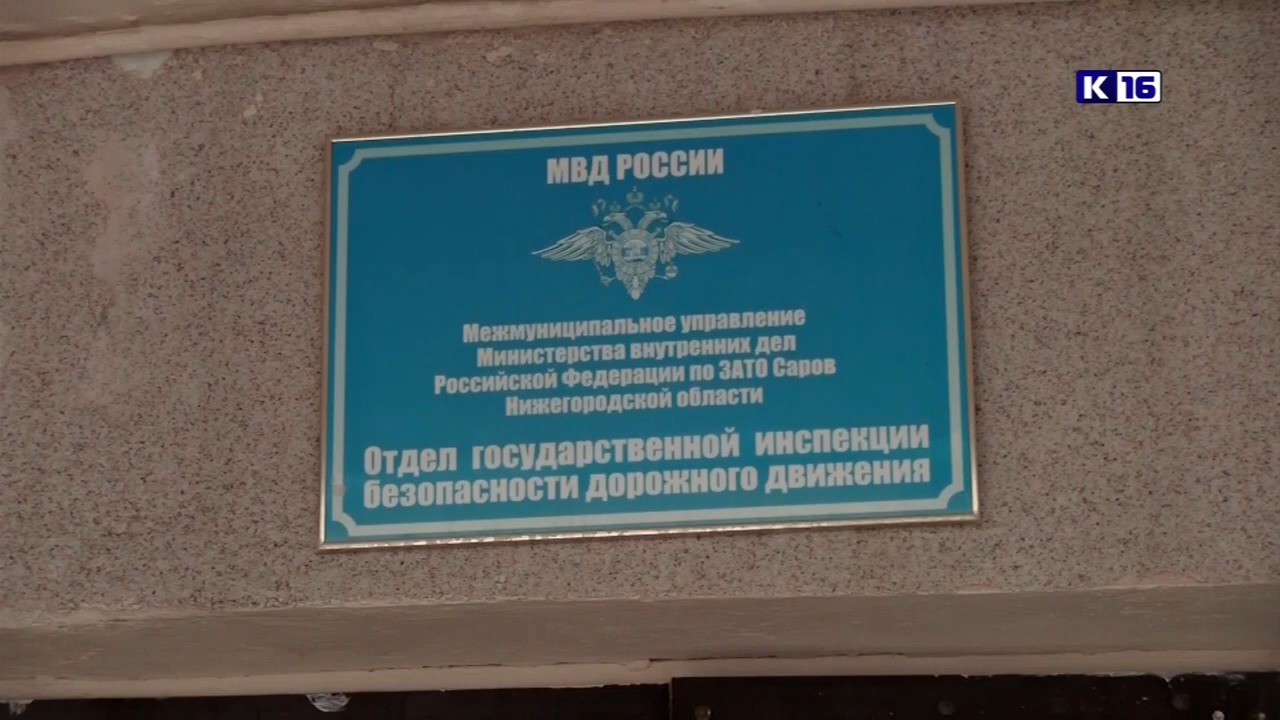 К 16
МВД РОССИИ
Межмуниципальное управление
Министерства внутренних дел
Российской Федерации по ЗАТО Саров
Нижегородской области
Отдел государственной инспекции
безопасности дорожного движения